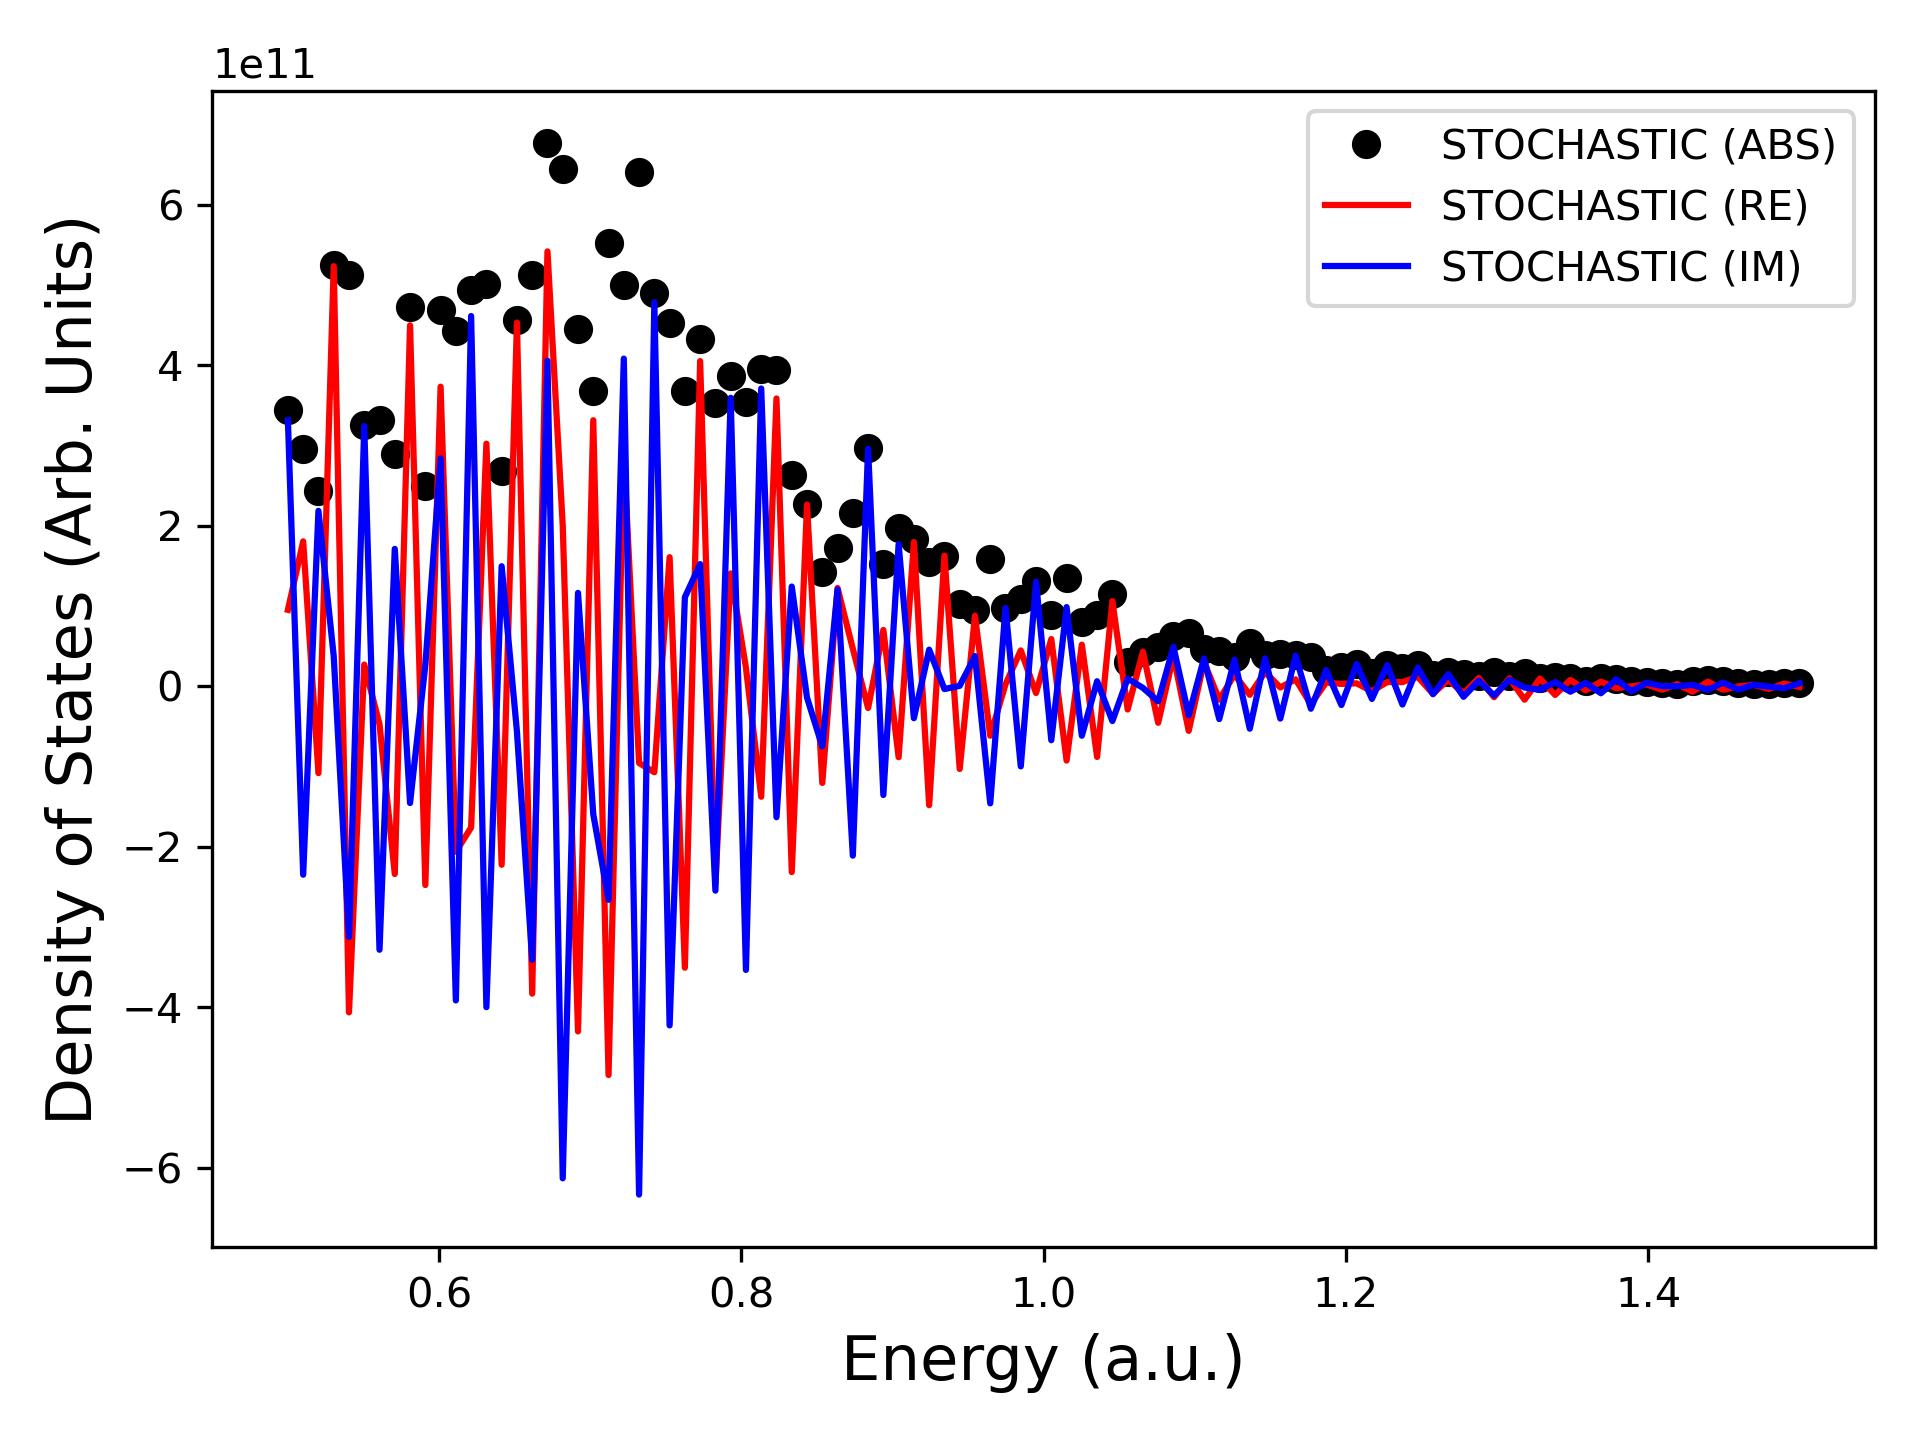 1e11
STOCHASTIC (ABS)
STOCHASTIC (RE)
STOCHASTIC (IM)
Density of States (Arb. Units)
6
4
2
0
−2
−4
−6
0.6 0.8 1.0 1.2 1.4
Energy (a.u.)